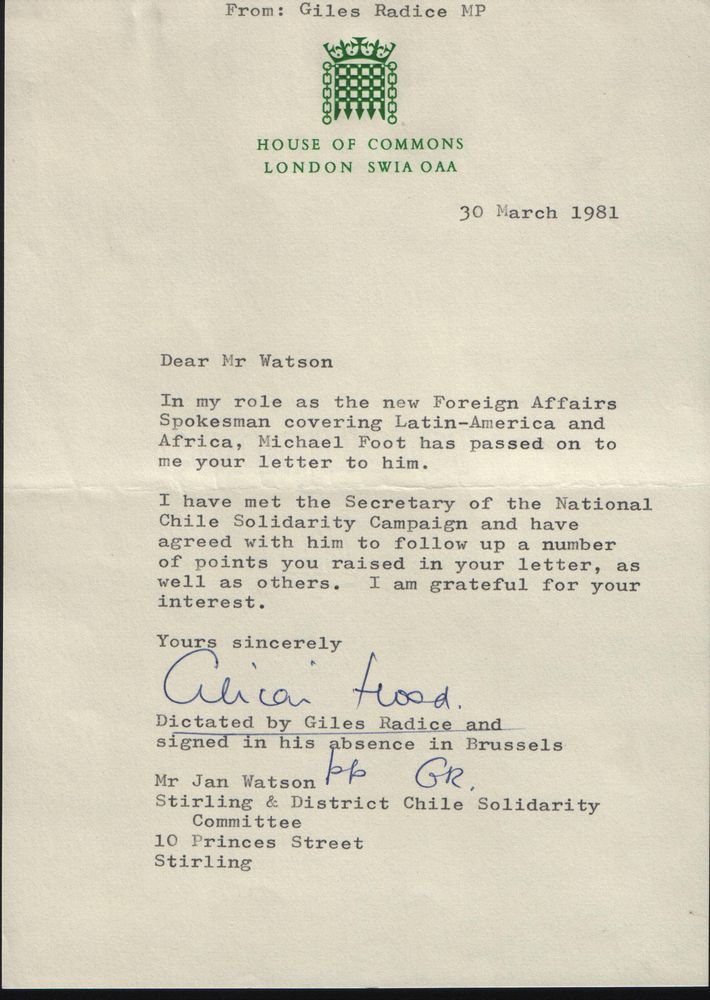 From: Giles Radice MP
HOUSE OF COMMONS
LONDON SW1A OAA
30 March 1981
Dear Mr Watson
In my role as the new Foreign Affairs
Spokesman covering Latin-America and
Africa, Michael Foot has passed on to
me your letter to him.
I have met the Secretary of the National
Chile Solidarity Campaign and have
agreed with him to follow up a number
of points you raised in your letter, as
well as others.  I am grateful for your
interest.
Yours sincerely
Dictated by Giles Radice and
signed in his absence in Brussels
pp GR.
Mr Jan Watson
Stirling & District Chile Solidarity
Committee
10 Princes Street
Stirling